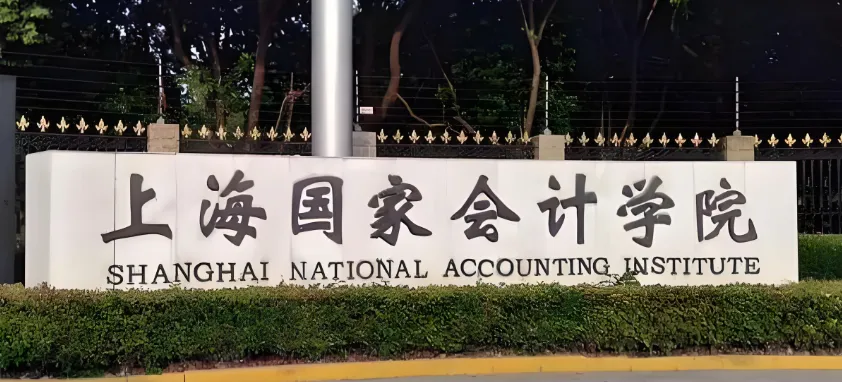 上海国家会计学院
SHANGHAI NATIONAL ACCOUNTING INSTITUTE